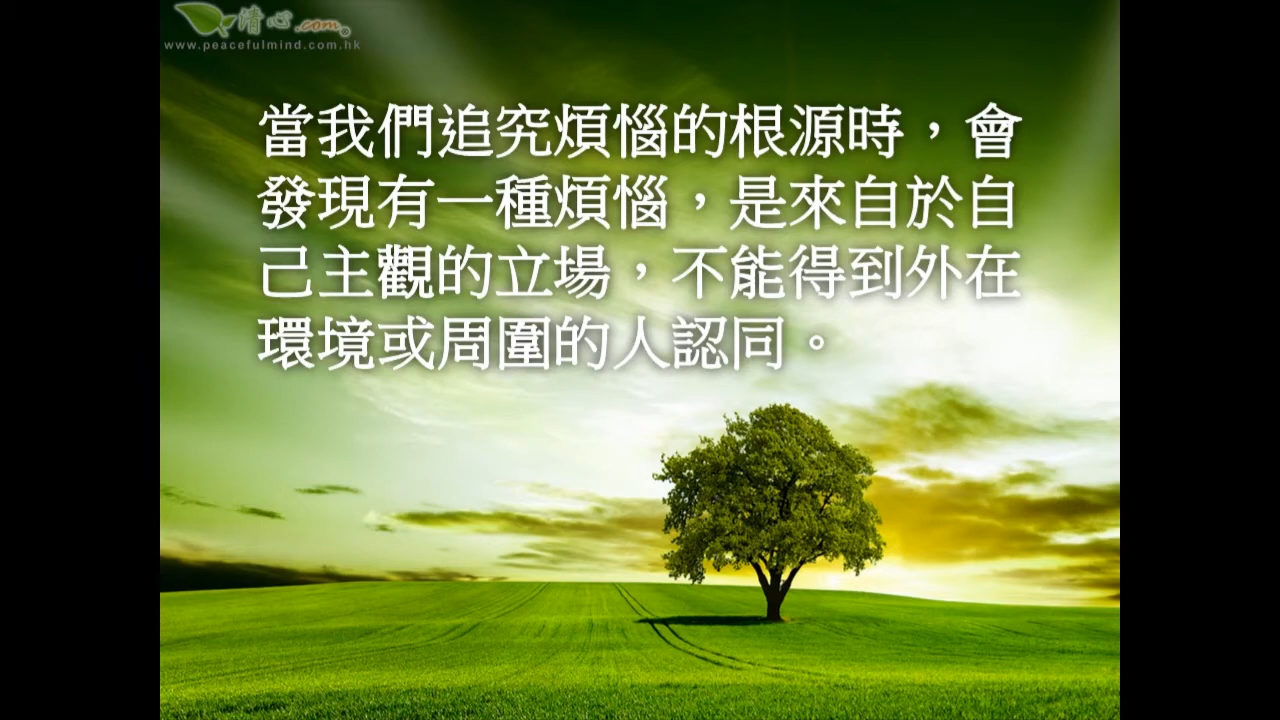 清心.com
www.peacefulmind.com.hk
當我們追究煩惱的根源時，會
發現有一種煩惱，是來自於自
己主觀的立場，不能得到外在
環境或周圍的人認同。